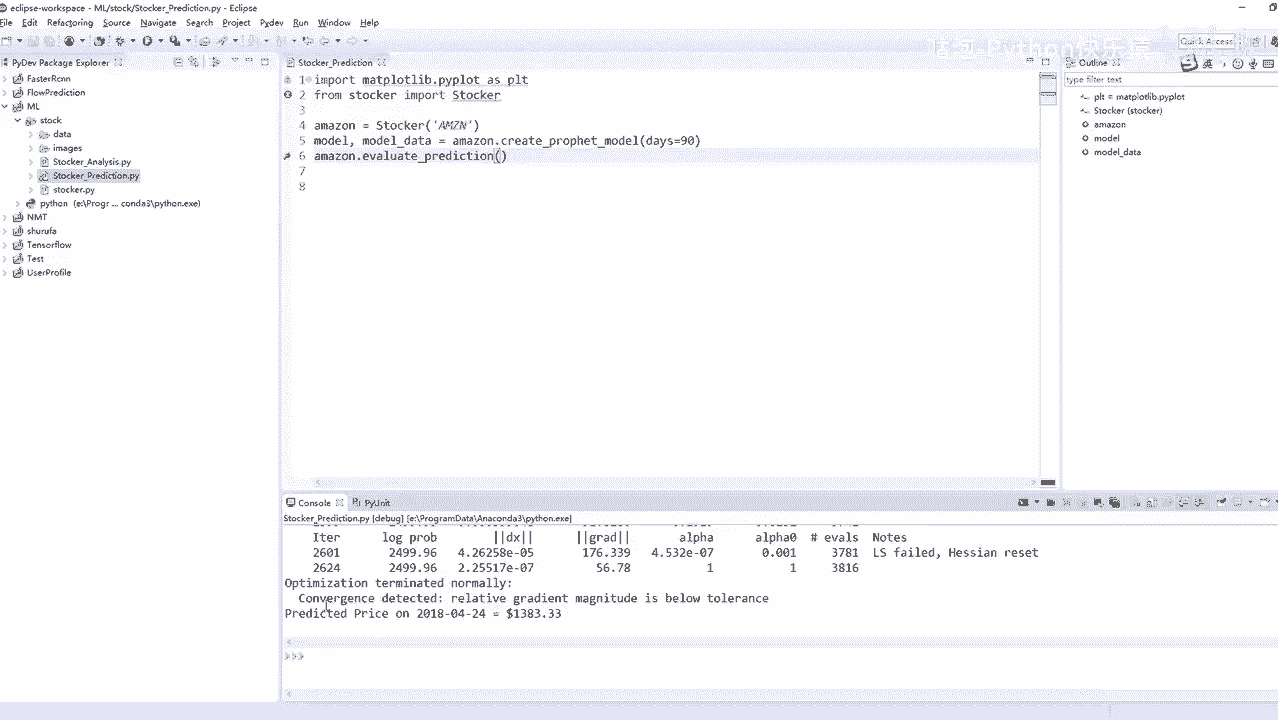 eclipse-workspace - ML/stock/Stocker_Prediction.py - Eclipse
File Edit Refactoring Source Navigate Search Project Pydev Run Window Help
Quick Access
PyDev Package Explorer
FasterRcnn
FlowPrediction
ML
stock
data
images
Stocker_Analysis.py
Stocker_Prediction.py
stocker.py
python (e:\Progr ... conda3\python.exe)
NMT
shurufa
Tensorflow
Test
UserProfile
Stocker_Prediction
1 import matplotlib.pyplot as plt
2 from stocker import Stocker
3
4 amazon = Stocker('AMZN')
5 model, model_data = amazon.create_prophet_model(days=90)
6 amazon.evaluate_prediction()
7
8
Outline
type filter text
plt = matplotlib.pyplot
Stocker (stocker)
amazon
model
model_data
Console PyUnit
Stocker_Prediction.py [debug] [e:\ProgramData\Anaconda3\python.exe]
Iter log prob ||dx|| ||grad|| alpha alpha0 # evals Notes
2601 2499.96 4.26258e-05 176.339 4.532e-07 0.001 3781 LS failed, Hessian reset
2624 2499.96 2.25517e-07 56.78 1 1 3816
Optimization terminated normally:
Convergence detected: relative gradient magnitude is below tolerance
Predicted Price on 2018-04-24 = $1383.33
>>>